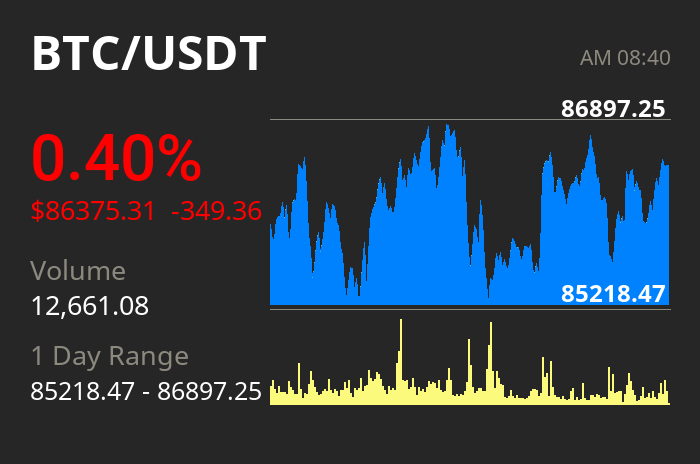 BTC/USDT
AM 08:40
86897.25
0.40%
$86375.31 -349.36
Volume
12,661.08
85218.47
1 Day Range
85218.47 - 86897.25